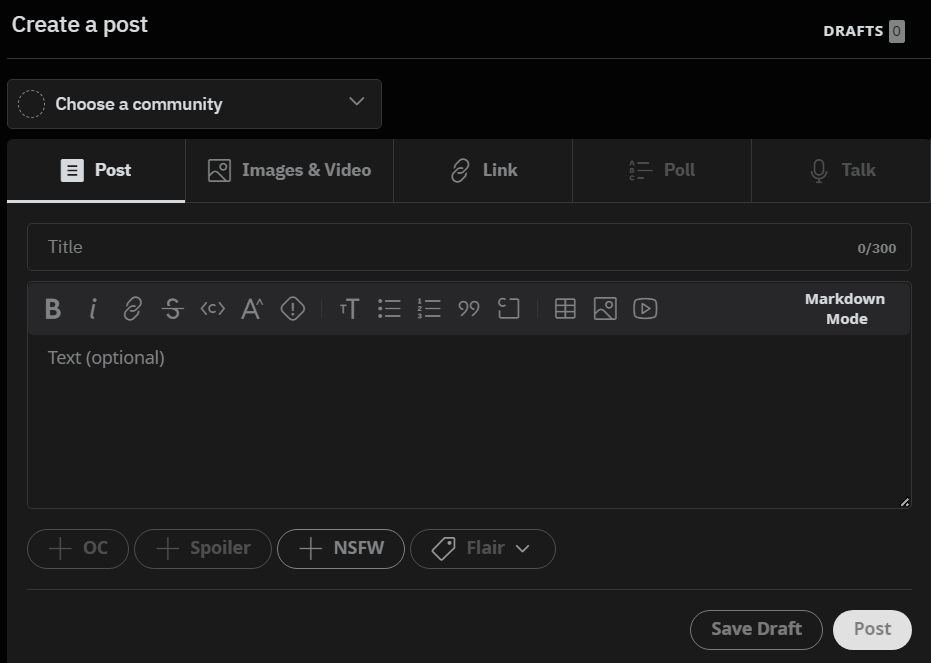 Create a post
DRAFTS 0
Choose a community
Post
Images & Video
Link
Poll
Talk
Title
0/300
Markdown
Mode
Text (optional)
OC
Spoiler
NSFW
Flair
Save Draft
Post